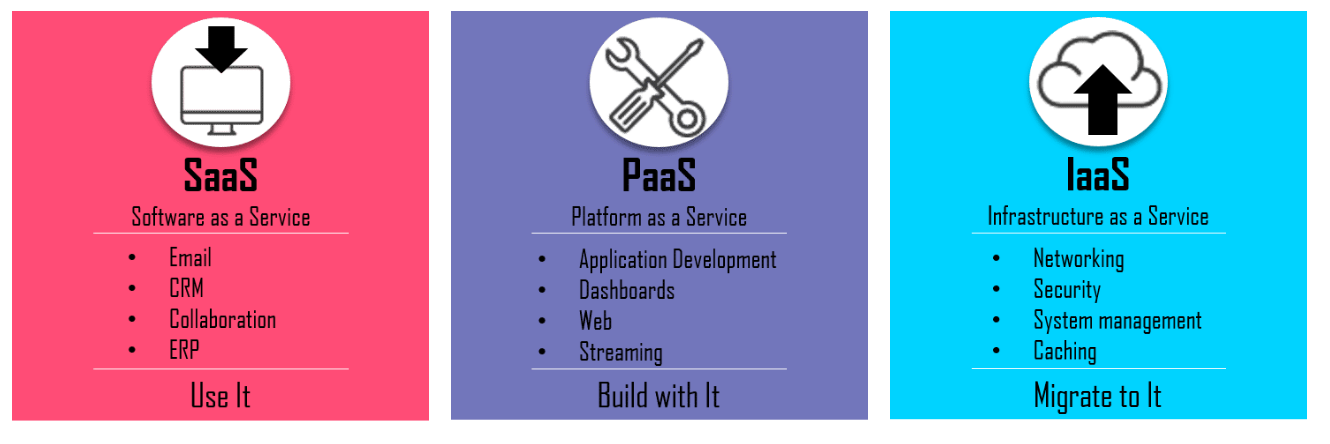 SaaS
Software as a Service
• Email
• CRM
• Collaboration
• ERP
Use It
PaaS
Platform as a Service
• Application Development
• Dashboards
• Web
• Streaming
Build with It
IaaS
Infrastructure as a Service
• Networking
• Security
• System management
• Caching
Migrate to It